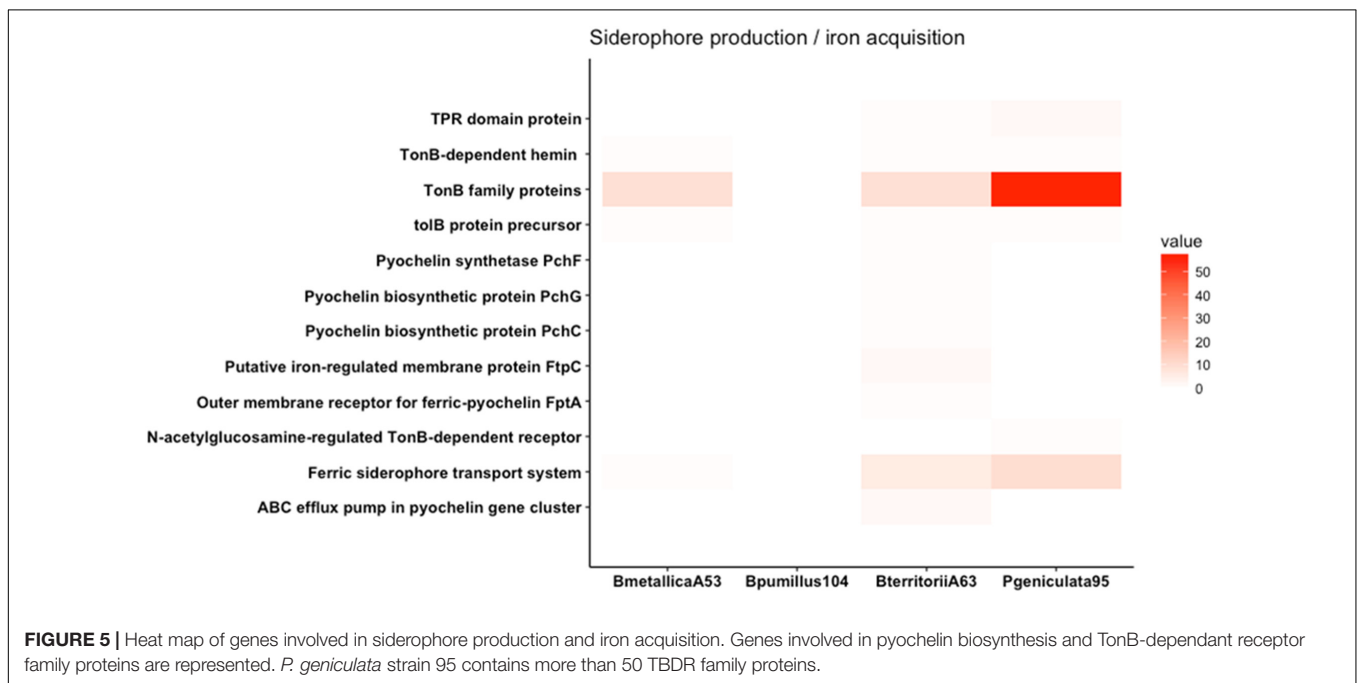 Siderophore production / iron acquisition
TPR domain protein
TonB-dependent hemin
TonB family proteins
tolB protein precursor
Pyochelin synthetase PchF
Pyochelin biosynthetic protein PchG
Pyochelin biosynthetic protein PchC
Putative iron-regulated membrane protein FtpC
Outer membrane receptor for ferric-pyochelin FptA
N-acetylglucosamine-regulated TonB-dependent receptor
Ferric siderophore transport system
ABC efflux pump in pyochelin gene cluster
BmetallicaA53 Bpumillus104 BterritoriiA63 Pgeniculata95
value
50
40
30
20
10
0
FIGURE 5 | Heat map of genes involved in siderophore production and iron acquisition. Genes involved in pyochelin biosynthesis and TonB-dependant receptor
family proteins are represented. P. geniculata strain 95 contains more than 50 TBDR family proteins.